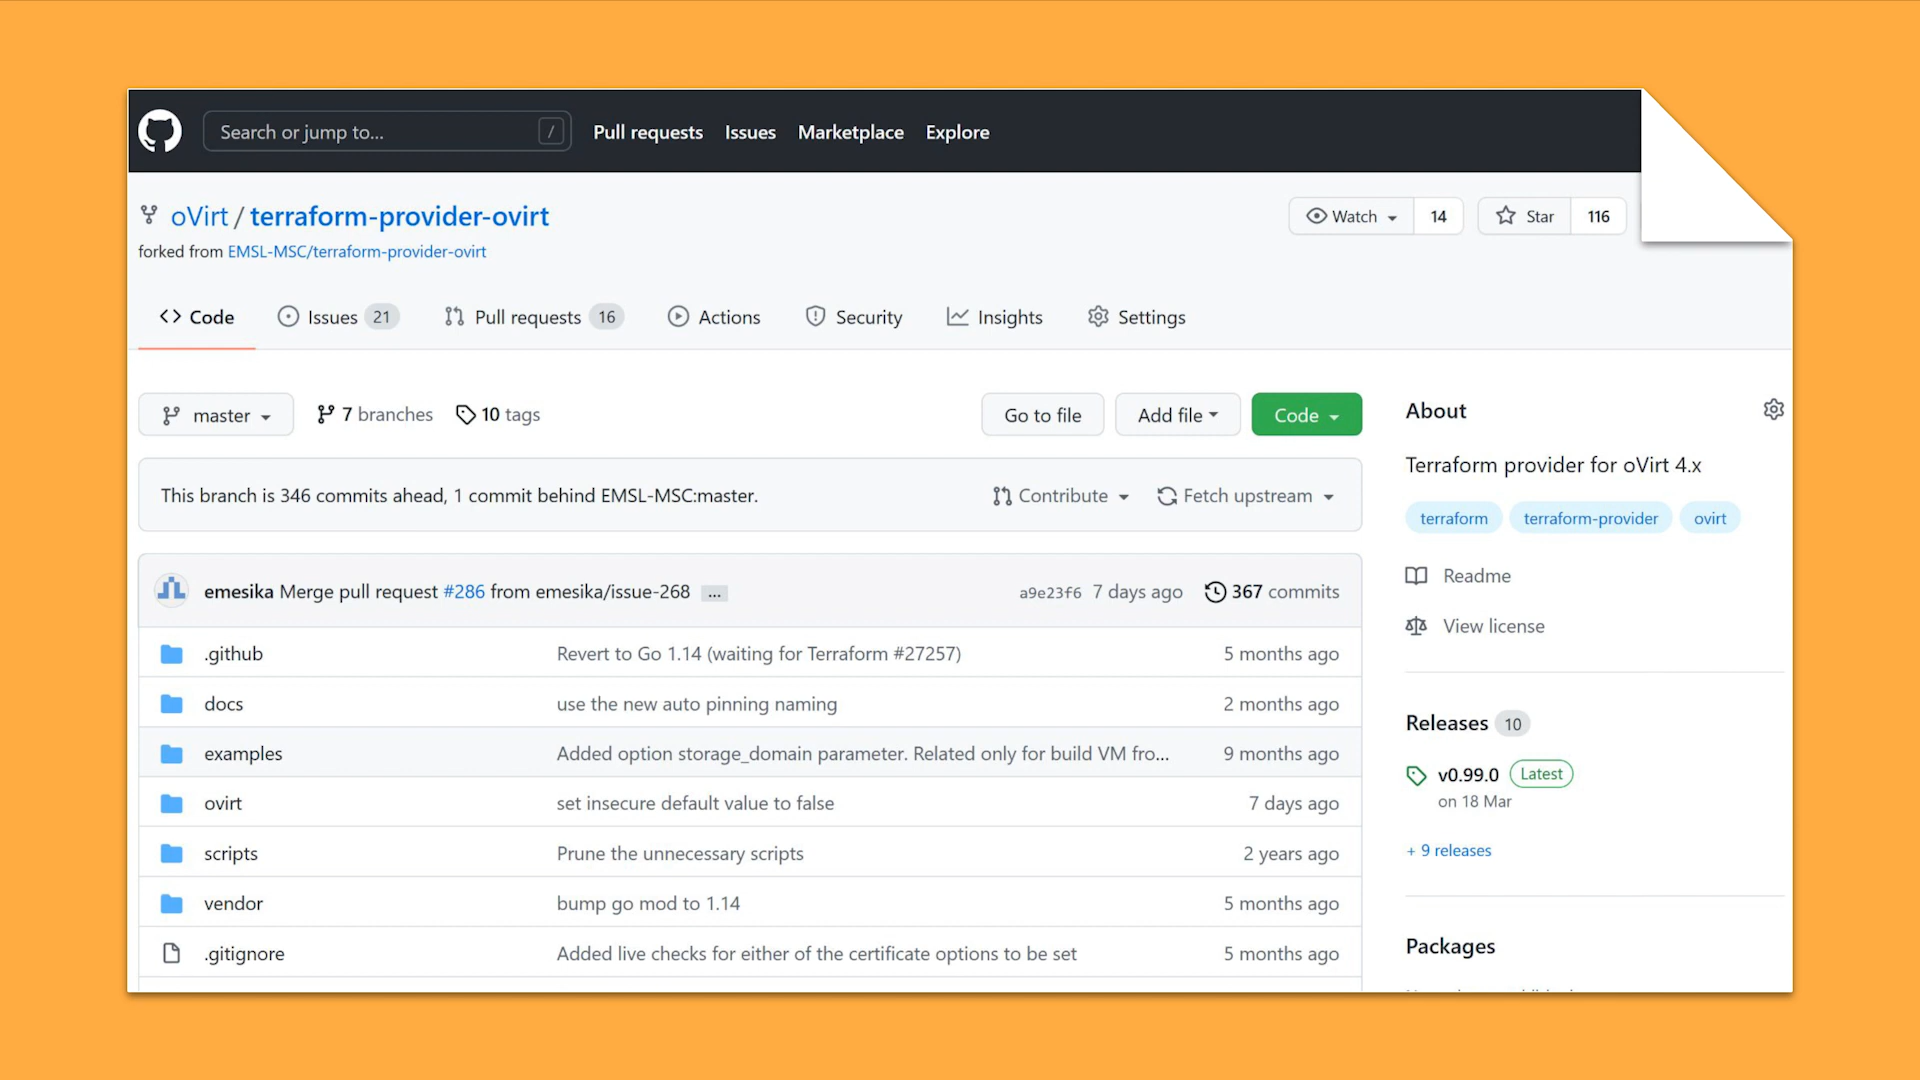 Search or jump to... /
Pull requests Issues Marketplace Explore
oVirt / terraform-provider-ovirt
Watch 14 Star 116
forked from EMSL-MSC/terraform-provider-ovirt
Code Issues 21 Pull requests 16 Actions Security Insights Settings
master 7 branches 10 tags Go to file Add file Code
This branch is 346 commits ahead, 1 commit behind EMSL-MSC:master. Contribute Fetch upstream
emesika Merge pull request #286 from emesika/issue-268 ... a9e23f6 7 days ago 367 commits
.github Revert to Go 1.14 (waiting for Terraform #27257) 5 months ago
docs use the new auto pinning naming 2 months ago
examples Added option storage_domain parameter. Related only for build VM fro... 9 months ago
ovirt set insecure default value to false 7 days ago
scripts Prune the unnecessary scripts 2 years ago
vendor bump go mod to 1.14 5 months ago
.gitignore Added live checks for either of the certificate options to be set 5 months ago
About
Terraform provider for oVirt 4.x
terraform terraform-provider ovirt
Readme
View license
Releases 10
v0.99.0 Latest
on 18 Mar
+ 9 releases
Packages